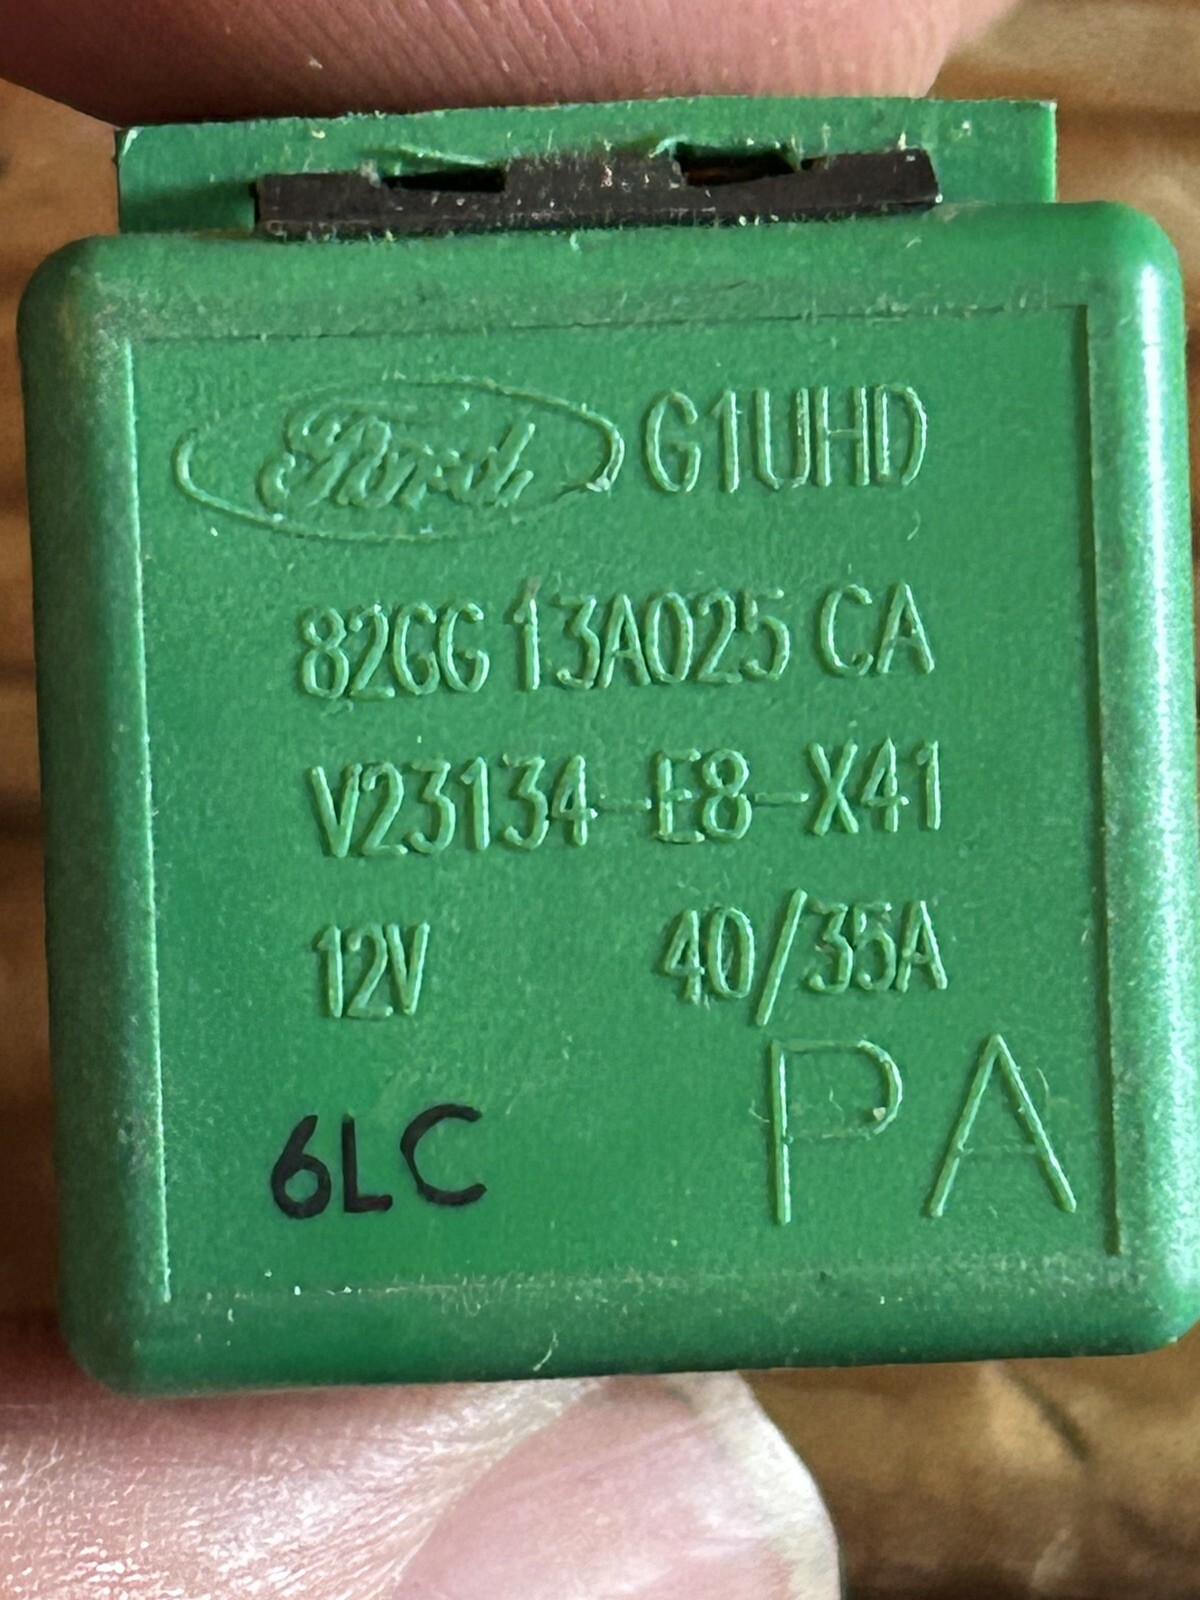 Ford G1UHD
82GG 13A025 CA
V23134-E8-X41
12V 40/35A
6LC PA